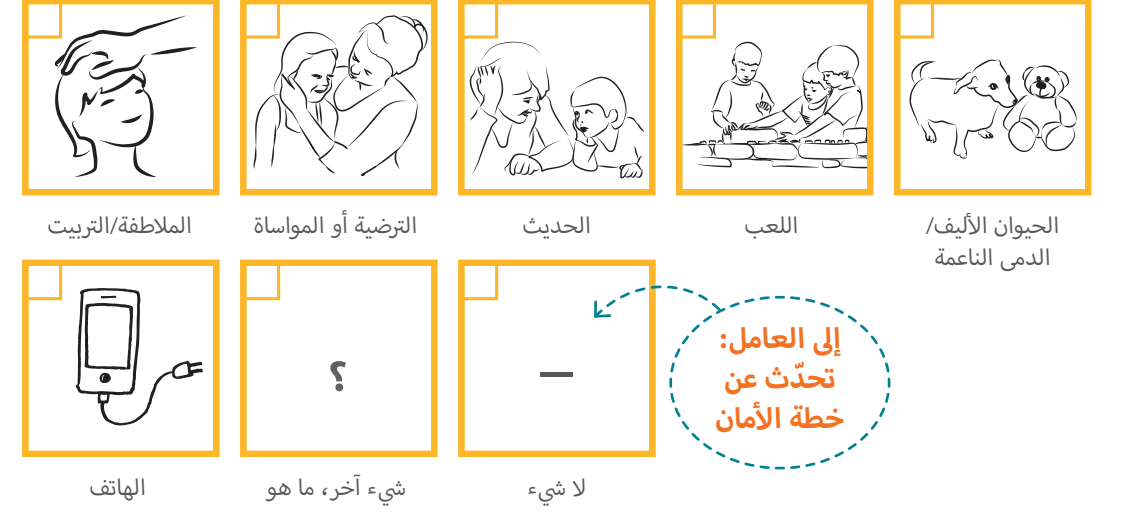 الحيوان الأليف/
الدمى الناعمة
اللعب
الحديث
الترضية أو المواساة
الملاطفة/التربيت
إلى العامل:
تحدّث عن
خطة الأمان
–
لا شيء
؟
شيء آخر، ما هو
الهاتف